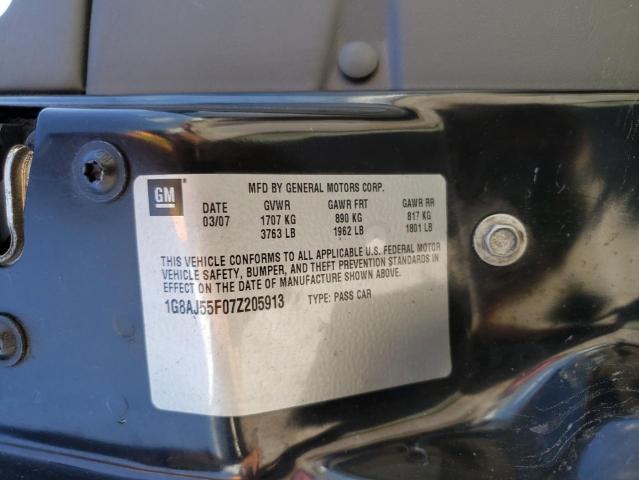 GM
MFD BY GENERAL MOTORS CORP.
DATE GVWR GAWR FRT GAWR RR
03/07 1707 KG 890 KG 817 KG
3763 LB 1962 LB 1801 LB
THIS VEHICLE CONFORMS TO ALL APPLICABLE U.S. FEDERAL MOTOR
VEHICLE SAFETY, BUMPER, AND THEFT PREVENTION STANDARDS IN
EFFECT ON THE DATE OF MANUFACTURE SHOWN ABOVE.
1G8AJ55F07Z205913 TYPE: PASS CAR